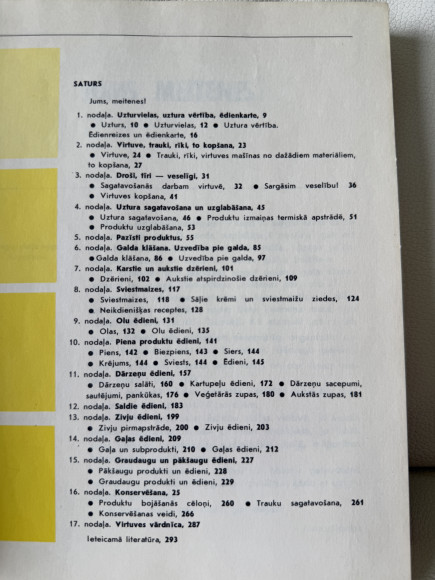 SATURS
Jums, meitenes!
1. nodaļa. Uzturvielas, uztura vērtība, ēdienkarte, 9
● Uzturs, 10 ● Uzturvielas, 12 ● Uztura vērtība.
Ēdienreizes un ēdienkarte, 16
2. nodaļa. Virtuve, trauki, rīki, to kopšana, 23
● Virtuve, 24 ● Trauki, rīki, virtuves mašīnas no dažādiem materiāliem,
to kopšana, 27
3. nodaļa. Droši, tīri — veselīgi, 31
● Sagatavošanās darbam virtuvē, 32 ● Sargāsim veselību! 36
● Virtuves kopšana, 41
4. nodaļa. Uztura sagatavošana un uzglabāšana, 45
● Uztura sagatavošana, 46 ● Produktu izmaiņas termiskā apstrādē, 51
● Produktu uzglabāšana, 53
5. nodaļa. Pazīsti produktus, 55
6. nodaļa. Galda klāšana. Uzvedība pie galda, 85
● Galda klāšana, 86 ● Uzvedība pie galda, 97
7. nodaļa. Karstie un aukstie dzērieni, 101
● Dzērieni, 102 ● Aukstie atspirdzinošie dzērieni, 109
8. nodaļa. Sviestmaizes, 117
● Sviestmaizes, 118 ● Sāļie krēmi un sviestmaižu ziedes, 124
● Neikdienišķas receptes, 128
9. nodaļa. Olu ēdieni, 131
● Olas, 132 ● Olu ēdieni, 135
10. nodaļa. Piena produktu ēdieni, 141
● Piens, 142 ● Biezpiens, 143 ● Siers, 144
● Krējums, 144 ● Sviests, 144 ● Ēdieni, 145
11. nodaļa. Dārzeņu ēdieni, 157
● Dārzeņu salāti, 160 ● Kartupeļu ēdieni, 172 ● Dārzeņu sacepumi,
sautējumi, pankūkas, 176 ● Veģetārās zupas, 180 ● Aukstās zupas, 181
12. nodaļa. Saldie ēdieni, 183
13. nodaļa. Zivju ēdieni, 199
● Zivju pirmapstrāde, 200 ● Zivju ēdieni, 203
14. nodaļa. Gaļas ēdieni, 209
● Gaļa un subprodukti, 210 ● Gaļas ēdieni, 212
15. nodaļa. Graudaugu un pākšaugu ēdieni, 227
● Pākšaugu produkti un ēdieni, 228
● Graudaugu produkti un ēdieni, 229
16. nodaļa. Konservēšana, 25
● Produktu bojāšanās cēloņi, 260 ● Trauku sagatavošana, 261
● Konservēšanas veidi, 266
17. nodaļa. Virtuves vārdnīca, 287
Ieteicamā literatūra, 293